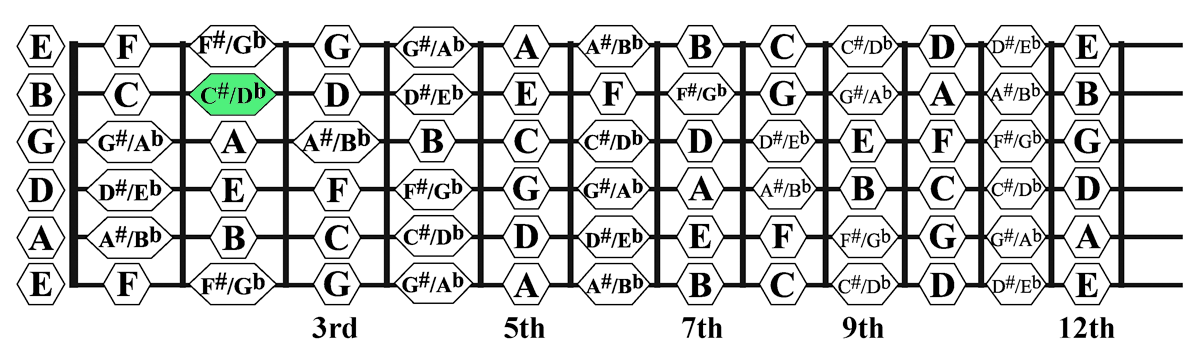 E F F#/Gb G G#/Ab A A#/Bb B C C#/Db D D#/Eb E
B C C#/Db D D#/Eb E F F#/Gb G G#/Ab A A#/Bb B
G G#/Ab A A#/Bb B C C#/Db D D#/Eb E F F#/Gb G
D D#/Eb E F F#/Gb G G#/Ab A A#/Bb B C C#/Db D
A A#/Bb B C C#/Db D D#/Eb E F F#/Gb G G#/Ab A
E F F#/Gb G G#/Ab A A#/Bb B C C#/Db D D#/Eb E
3rd 5th 7th 9th 12th